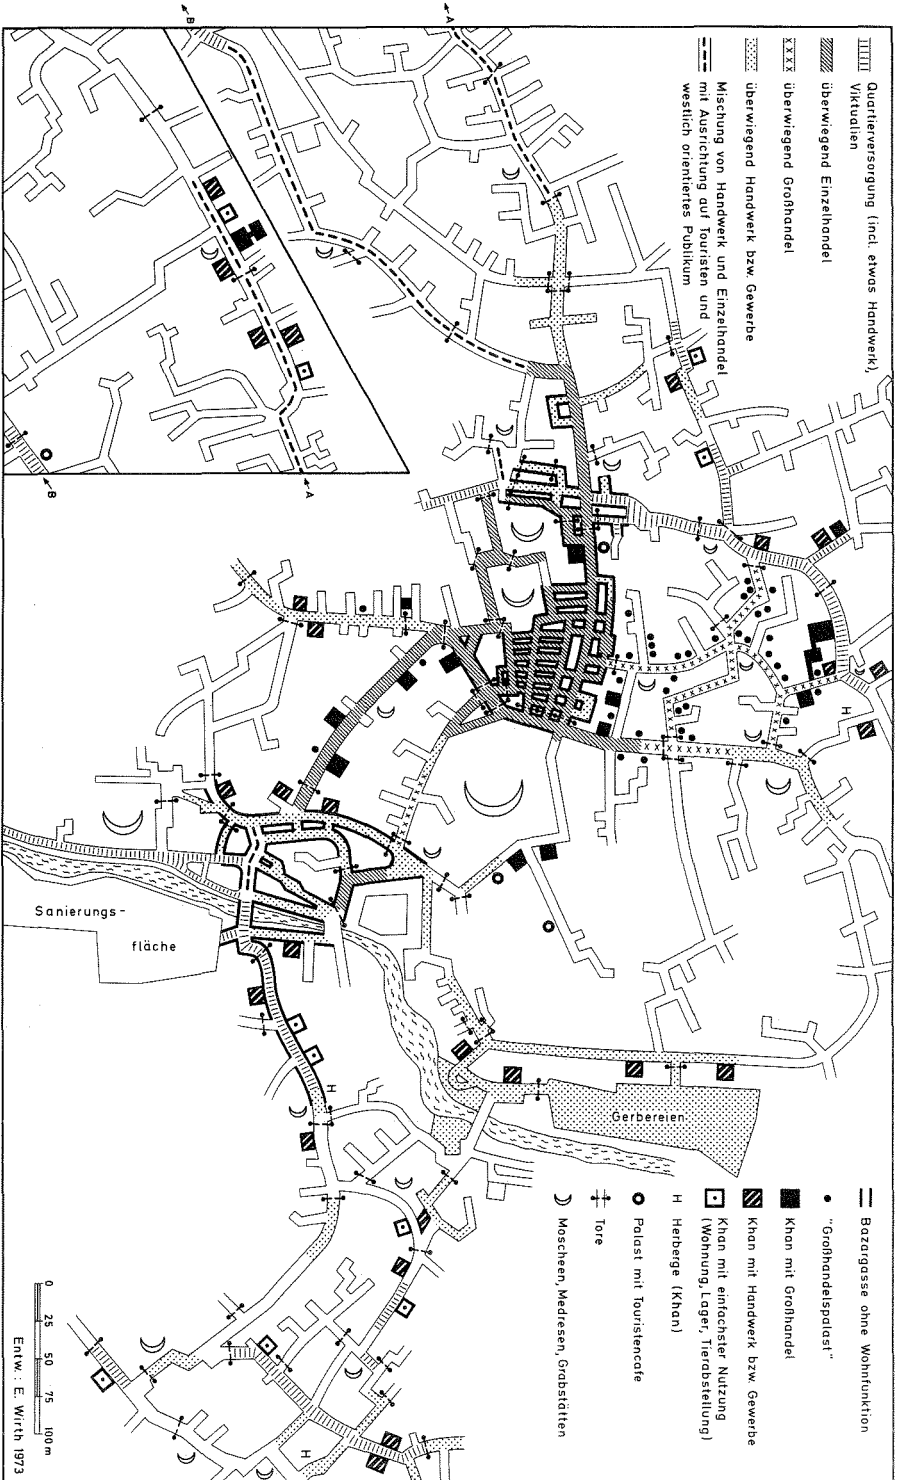 Quartierversorgung (incl. etwas Handwerk),
Viktualien
überwiegend Einzelhandel
überwiegend Großhandel
überwiegend Handwerk bzw. Gewerbe
Mischung von Handwerk und Einzelhandel
mit Ausrichtung auf Touristen und
westlich orientiertes Publikum
Bazargasse ohne Wohnfunktion
"Großhandelspalast"
Khan mit Großhandel
Khan mit Handwerk bzw. Gewerbe
Khan mit einfachster Nutzung
(Wohnung, Lager, Tierabstellung)
H Herberge (Khan)
Palast mit Touristencafe
Tore
Moscheen, Medresen, Grabstätten
B
A
A
B
H
H
H
Gerbereien
Sanierungs-
fläche
0 25 50 75 100m
Entw.: E. Wirth 1973